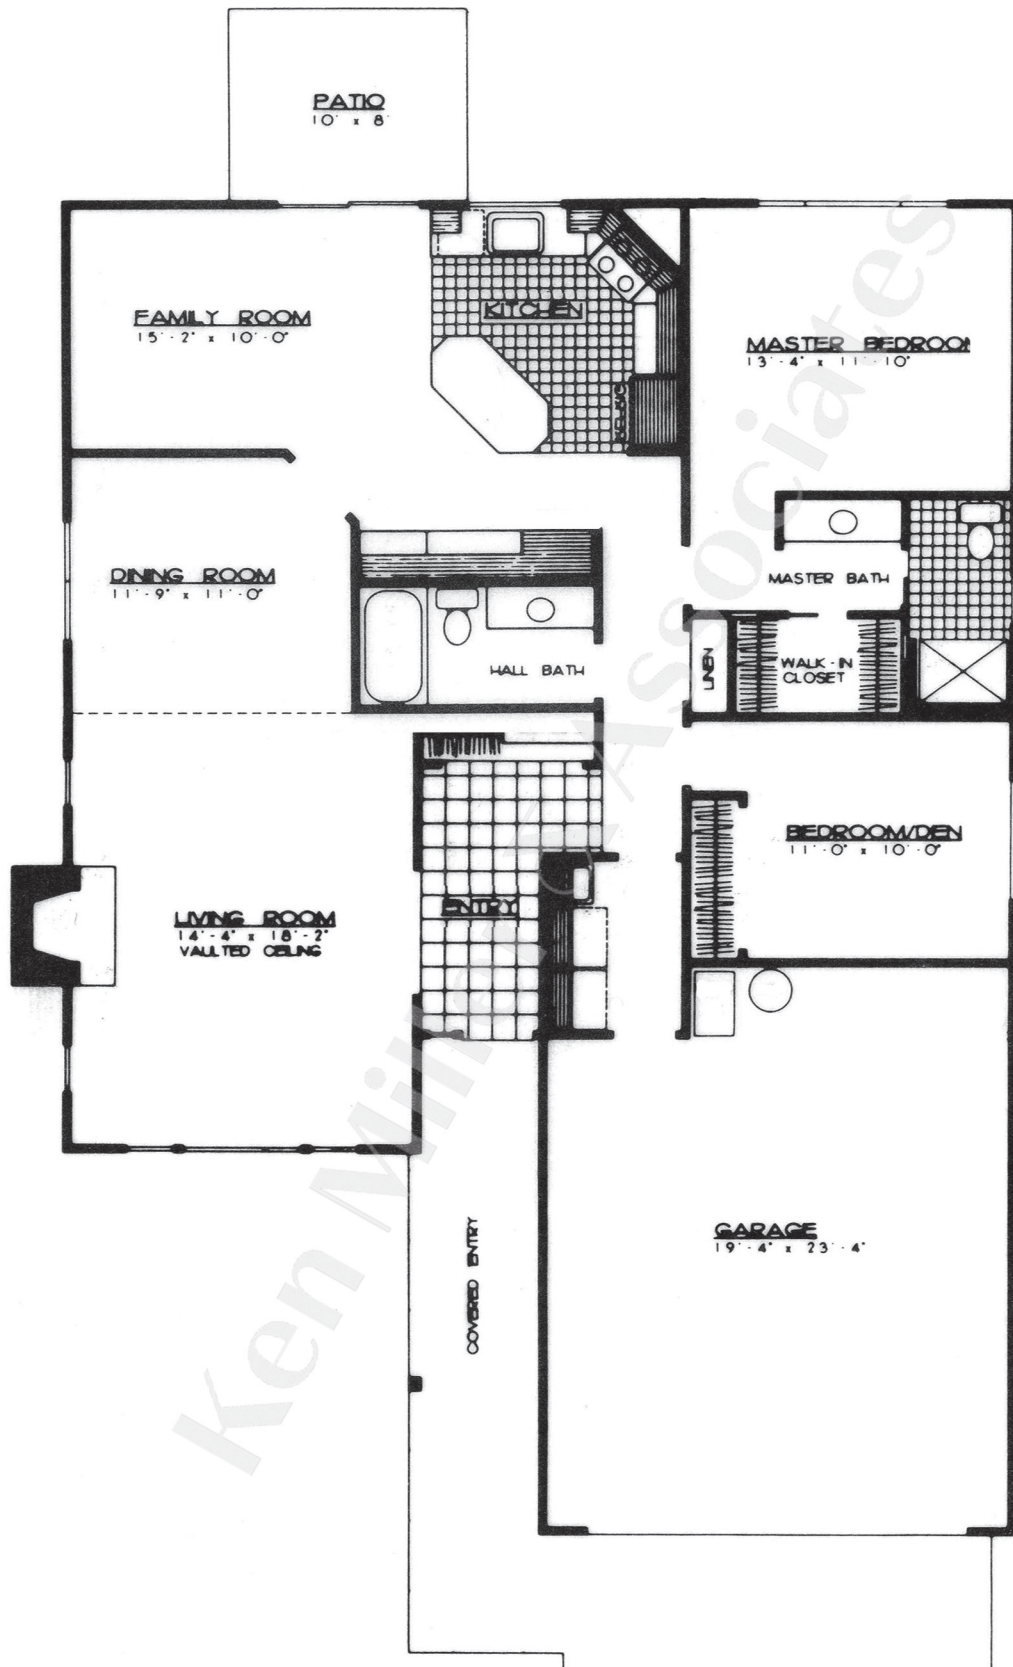 PATIO
10' x 8'
FAMILY ROOM
15'-2" x 10'-0"
KITCHEN
MASTER BEDROOM
13'-4" x 11'-10"
DINING ROOM
11'-9" x 11'-0"
MASTER BATH
HALL BATH
LINEN
WALK-IN
CLOSET
BEDROOM/DEN
11'-0" x 10'-0"
ENTRY
LIVING ROOM
14'-4" x 18'-2"
VAULTED CEILING
GARAGE
19'-4" x 23'-4"
COVERED ENTRY
Ken Miller & Associates